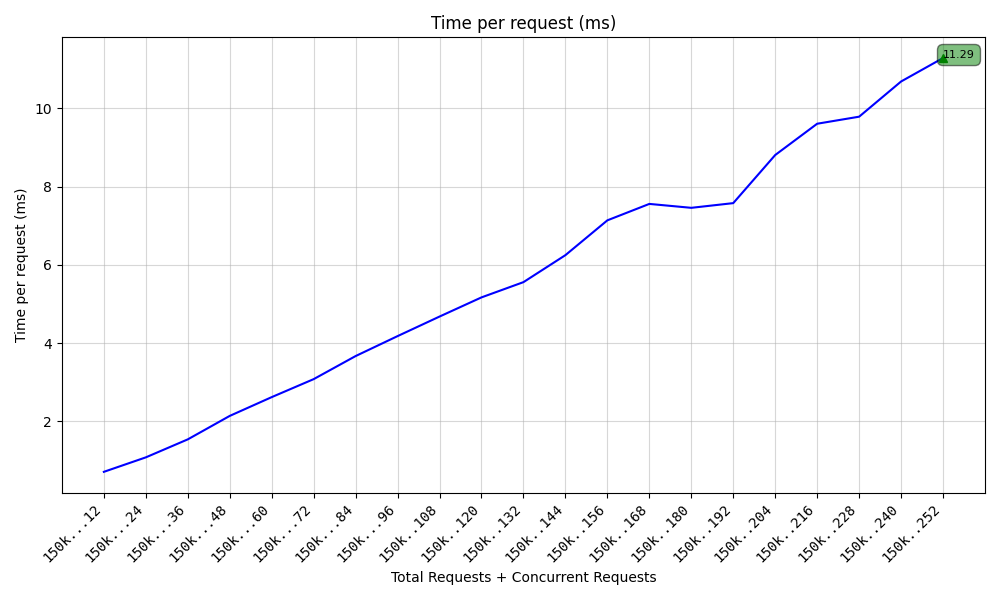 Time per request (ms)
11.29
Time per request (ms)
10
8
6
4
2
150k...12
150k...24
150k...36
150k...48
150k...60
150k...72
150k...84
150k...96
150k..108
150k..120
150k..132
150k..144
150k..156
150k..168
150k..180
150k..192
150k..204
150k..216
150k..228
150k..240
150k..252
Total Requests + Concurrent Requests